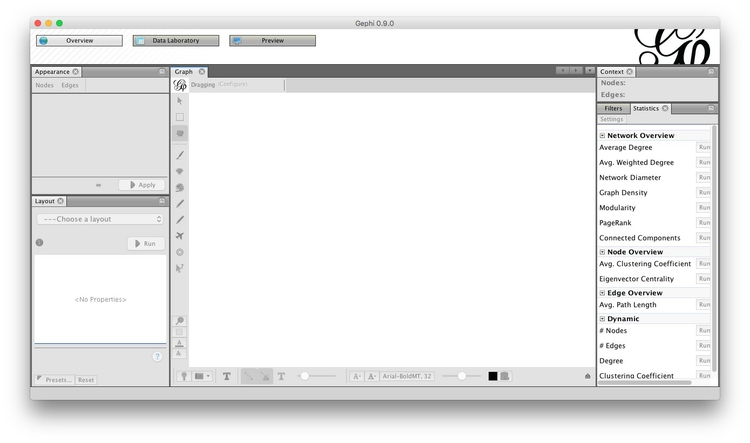 Gephi 0.9.0
Overview
Data Laboratory
Preview
Appearance
Nodes Edges
Apply
Layout
---Choose a layout
Run
<No Properties>
?
Presets... Reset
Graph
Dragging (Configure)
T T
A- A- Arial-BoldMT, 32
Context
Nodes:
Edges:
Filters Statistics
Settings
Network Overview
Average Degree Run
Avg. Weighted Degree Run
Network Diameter Run
Graph Density Run
Modularity Run
PageRank Run
Connected Components Run
Node Overview
Avg. Clustering Coefficient Run
Eigenvector Centrality Run
Edge Overview
Avg. Path Length Run
Dynamic
# Nodes Run
# Edges Run
Degree Run
Clustering Coefficient Run